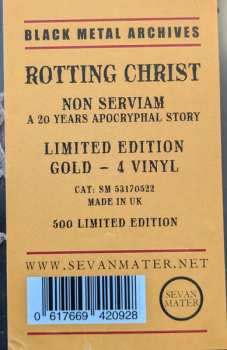 BLACK METAL ARCHIVES
ROTTING CHRIST
NON SERVIAM
A 20 YEARS APOCRYPHAL STORY
LIMITED EDITION
GOLD – 4 VINYL
CAT: SM 53170522
MADE IN UK
500 LIMITED EDITION
WWW.SEVANMATER.NET
SEVAN
MATER
0 617669 420928